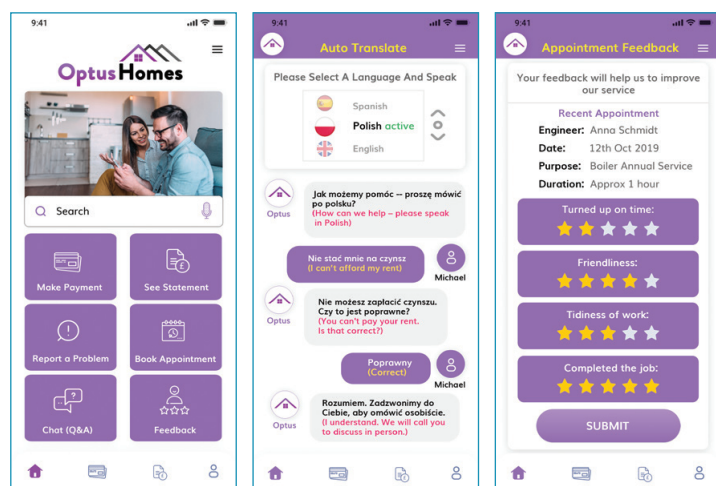 9:41
OptusHomes
Search
Make Payment
See Statement
Report a Problem
Book Appointment
Chat (Q&A)
Feedback
9:41
Auto Translate
Please Select A Language And Speak
Spanish
Polish active
English
Jak możemy pomóc -- proszę mówić
po polsku?
(How can we help – please speak
in Polish)
Optus
Nie stać mnie na czynsz
(I can't afford my rent)
Michael
Nie możesz zapłacić czynszu.
Czy to jest poprawne?
(You can't pay your rent.
Is that correct?)
Optus
Poprawny
(Correct)
Michael
Rozumiem. Zadzwonimy do
Ciebie, aby omówić osobiście.
(I understand. We will call you
to discuss in person.)
Optus
9:41
Appointment Feedback
Your feedback will help us to improve
our service
Recent Appointment
Engineer: Anna Schmidt
Date: 12th Oct 2019
Purpose: Boiler Annual Service
Duration: Approx 1 hour
Turned up on time:
Friendliness:
Tidiness of work:
Completed the job:
SUBMIT